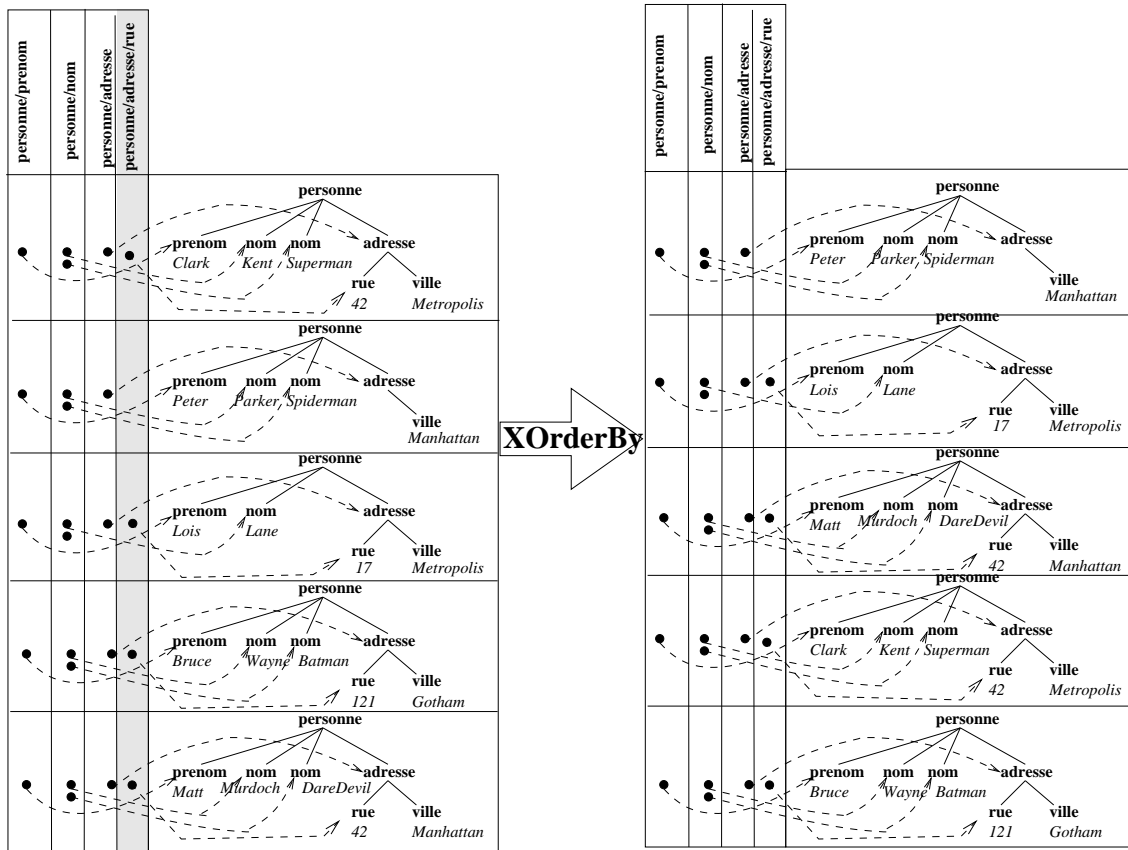 personne/prenom
personne/nom
personne/adresse
personne/adresse/rue
personne
prenom nom nom adresse
Clark Kent Superman
rue ville
42 Metropolis
personne
prenom nom nom adresse
Peter Parker Spiderman
ville
Manhattan
personne
prenom nom adresse
Lois Lane
rue ville
17 Metropolis
personne
prenom nom nom adresse
Bruce Wayne Batman
rue ville
121 Gotham
personne
prenom nom nom adresse
Matt Murdoch DareDevil
rue ville
42 Manhattan
XOrderBy
personne/prenom
personne/nom
personne/adresse
personne/adresse/rue
personne
prenom nom nom adresse
Peter Parker Spiderman
ville
Manhattan
personne
prenom nom adresse
Lois Lane
rue ville
17 Metropolis
personne
prenom nom nom adresse
Matt Murdoch DareDevil
rue ville
42 Manhattan
personne
prenom nom nom adresse
Clark Kent Superman
rue ville
42 Metropolis
personne
prenom nom nom adresse
Bruce Wayne Batman
rue ville
121 Gotham